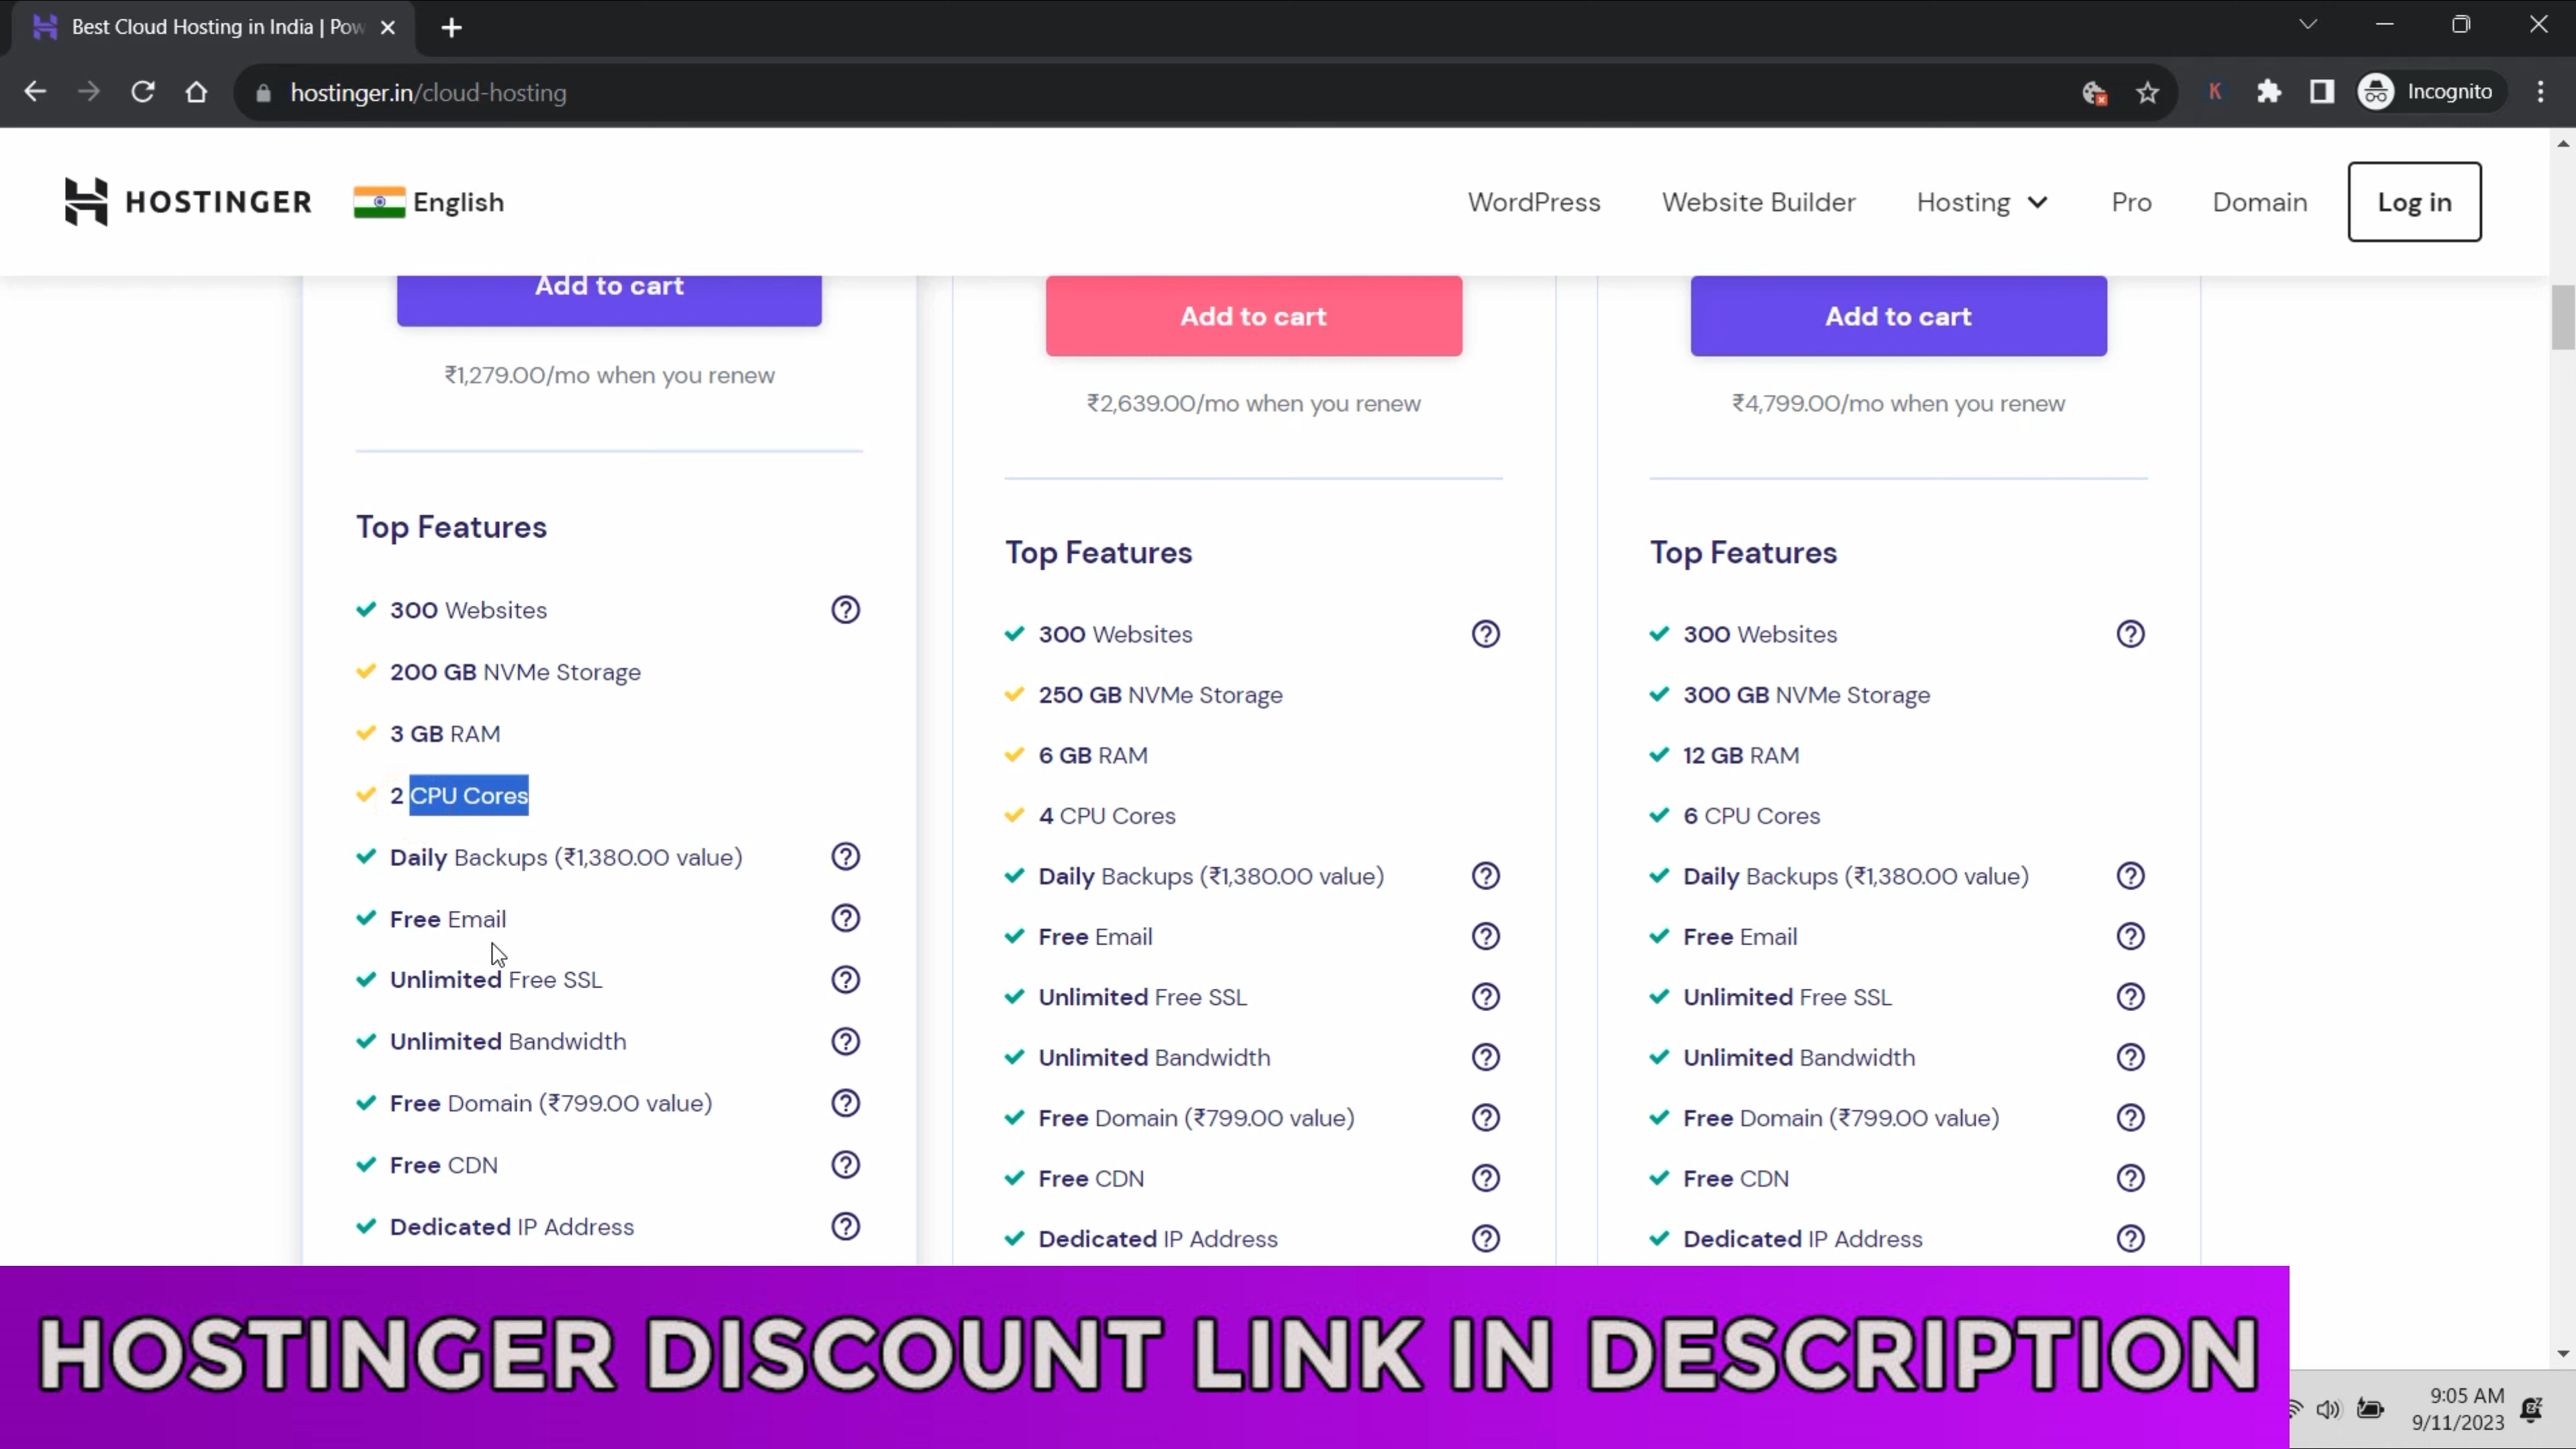 Best Cloud Hosting in India | Pow
hostinger.in/cloud-hosting
K
Incognito
HOSTINGER
English
WordPress
Website Builder
Hosting
Pro
Domain
Log in
Add to cart
₹1,279.00/mo when you renew
Top Features
300 Websites
200 GB NVMe Storage
3 GB RAM
2 CPU Cores
Daily Backups (₹1,380.00 value)
Free Email
Unlimited Free SSL
Unlimited Bandwidth
Free Domain (₹799.00 value)
Free CDN
Dedicated IP Address
Add to cart
₹2,639.00/mo when you renew
Top Features
300 Websites
250 GB NVMe Storage
6 GB RAM
4 CPU Cores
Daily Backups (₹1,380.00 value)
Free Email
Unlimited Free SSL
Unlimited Bandwidth
Free Domain (₹799.00 value)
Free CDN
Dedicated IP Address
Add to cart
₹4,799.00/mo when you renew
Top Features
300 Websites
300 GB NVMe Storage
12 GB RAM
6 CPU Cores
Daily Backups (₹1,380.00 value)
Free Email
Unlimited Free SSL
Unlimited Bandwidth
Free Domain (₹799.00 value)
Free CDN
Dedicated IP Address
HOSTINGER DISCOUNT LINK IN DESCRIPTION
9:05 AM
9/11/2023